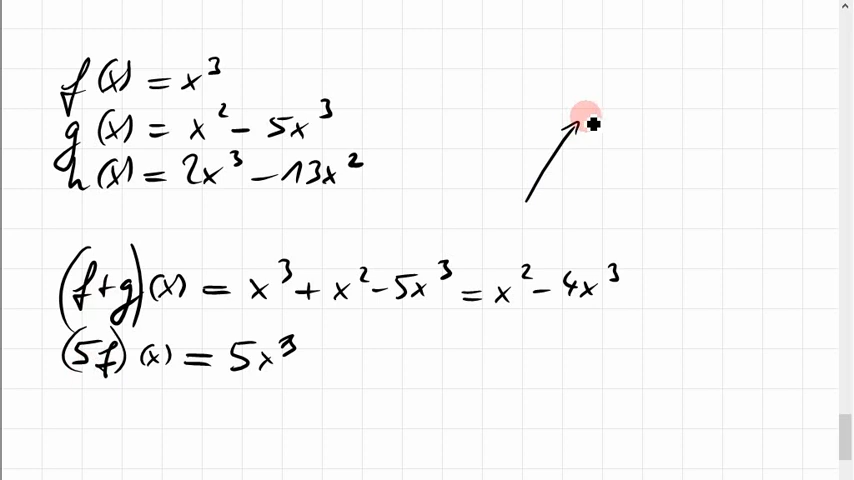 f(x) = x³
g(x) = x² - 5x³
h(x) = 2x³ - 13x²
(f+g)(x) = x³ + x² - 5x³ = x² - 4x³
(5f)(x) = 5x³